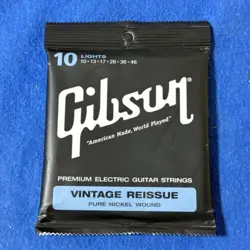 10 LIGHTS
10•13•17•26•36•46
Gibson
"American Made, World Played"
PREMIUM ELECTRIC GUITAR STRINGS
VINTAGE REISSUE
PURE NICKEL WOUND